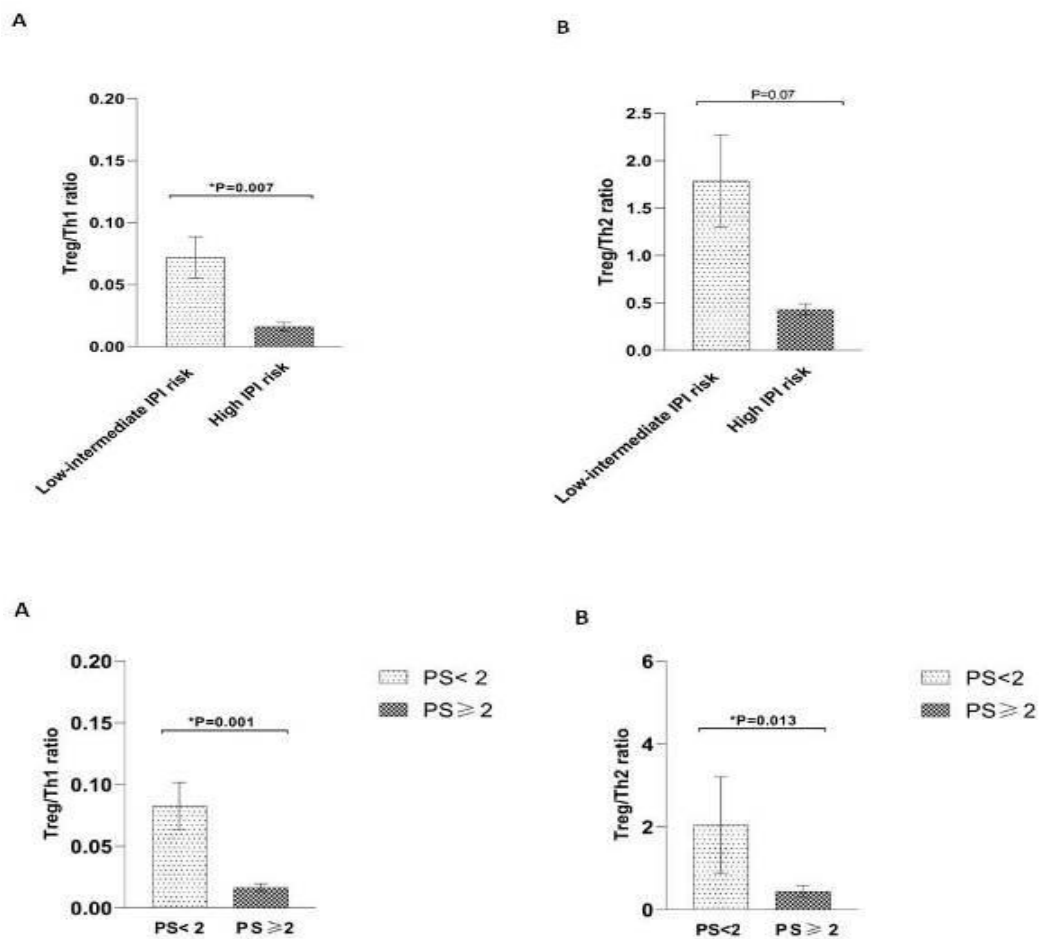 A
0.20
0.15
0.10
0.05
0.00
Treg/Th1 ratio
*P=0.007
Low-intermediate IPI risk
High IPI risk
B
P=0.07
2.5
2.0
1.5
1.0
0.5
0.0
Treg/Th2 ratio
Low-intermediate IPI risk
High IPI risk
A
0.20
0.15
0.10
0.05
0.00
Treg/Th1 ratio
*P=0.001
PS< 2
PS ≥2
PS< 2
PS ≥ 2
B
6
4
2
0
Treg/Th2 ratio
*P=0.013
PS<2
PS ≥2
PS<2
PS ≥ 2